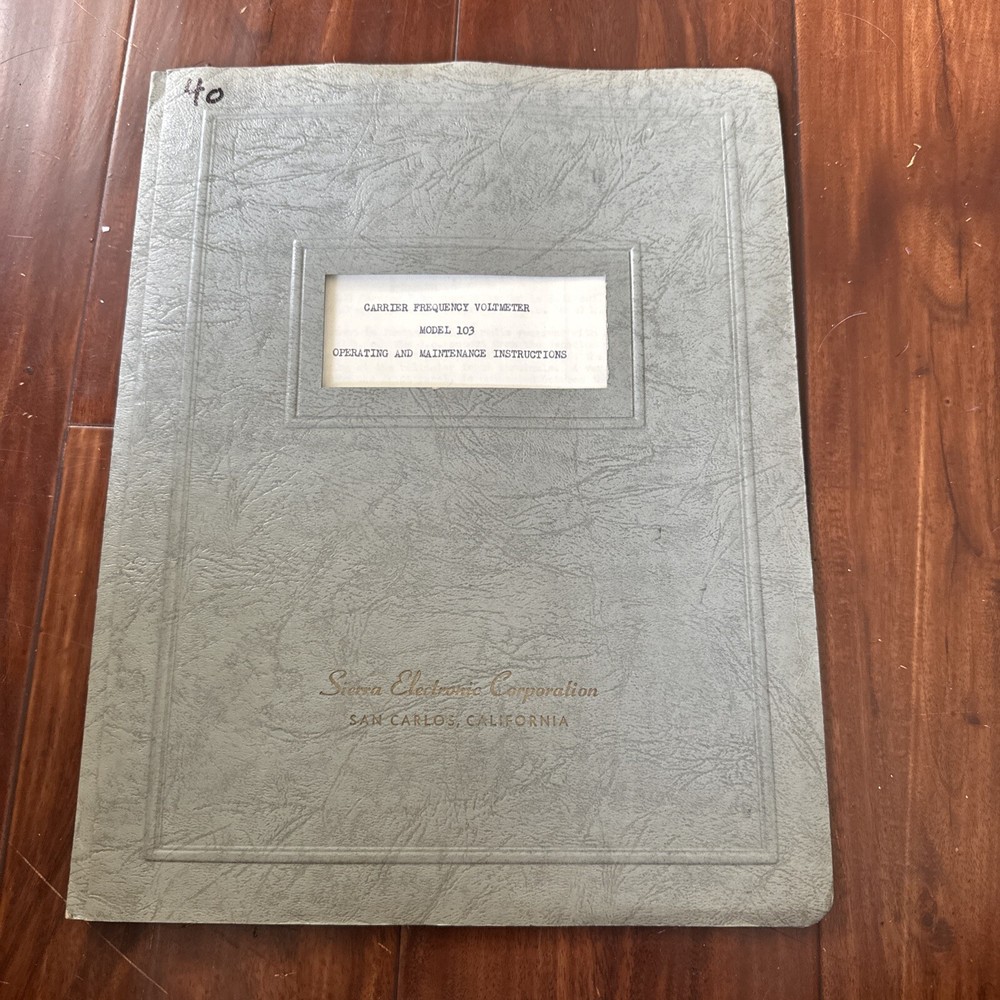 40
CARRIER FREQUENCY VOLTMETER
MODEL 103
OPERATING AND MAINTENANCE INSTRUCTIONS
Sierra Electronic Corporation
SAN CARLOS, CALIFORNIA